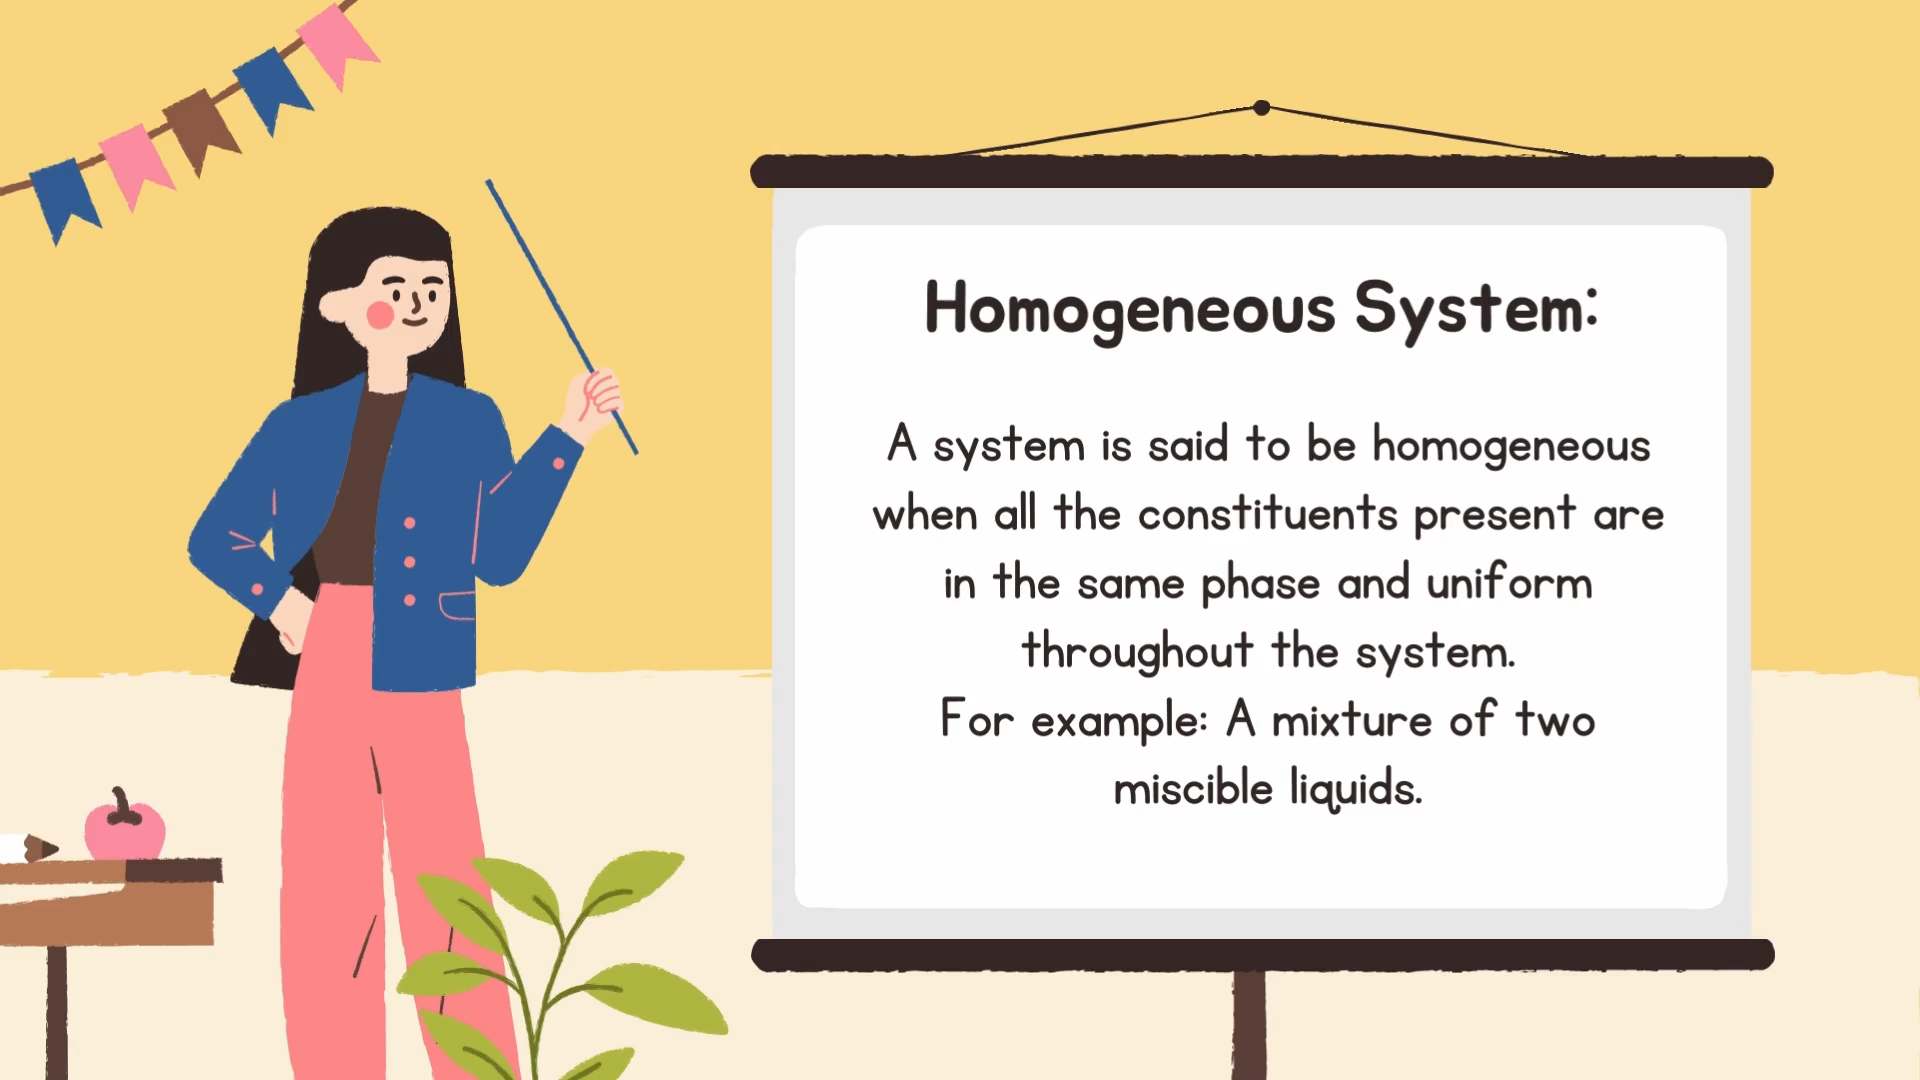 Homogeneous System:
A system is said to be homogeneous
when all the constituents present are
in the same phase and uniform
throughout the system.
For example: A mixture of two
miscible liquids.